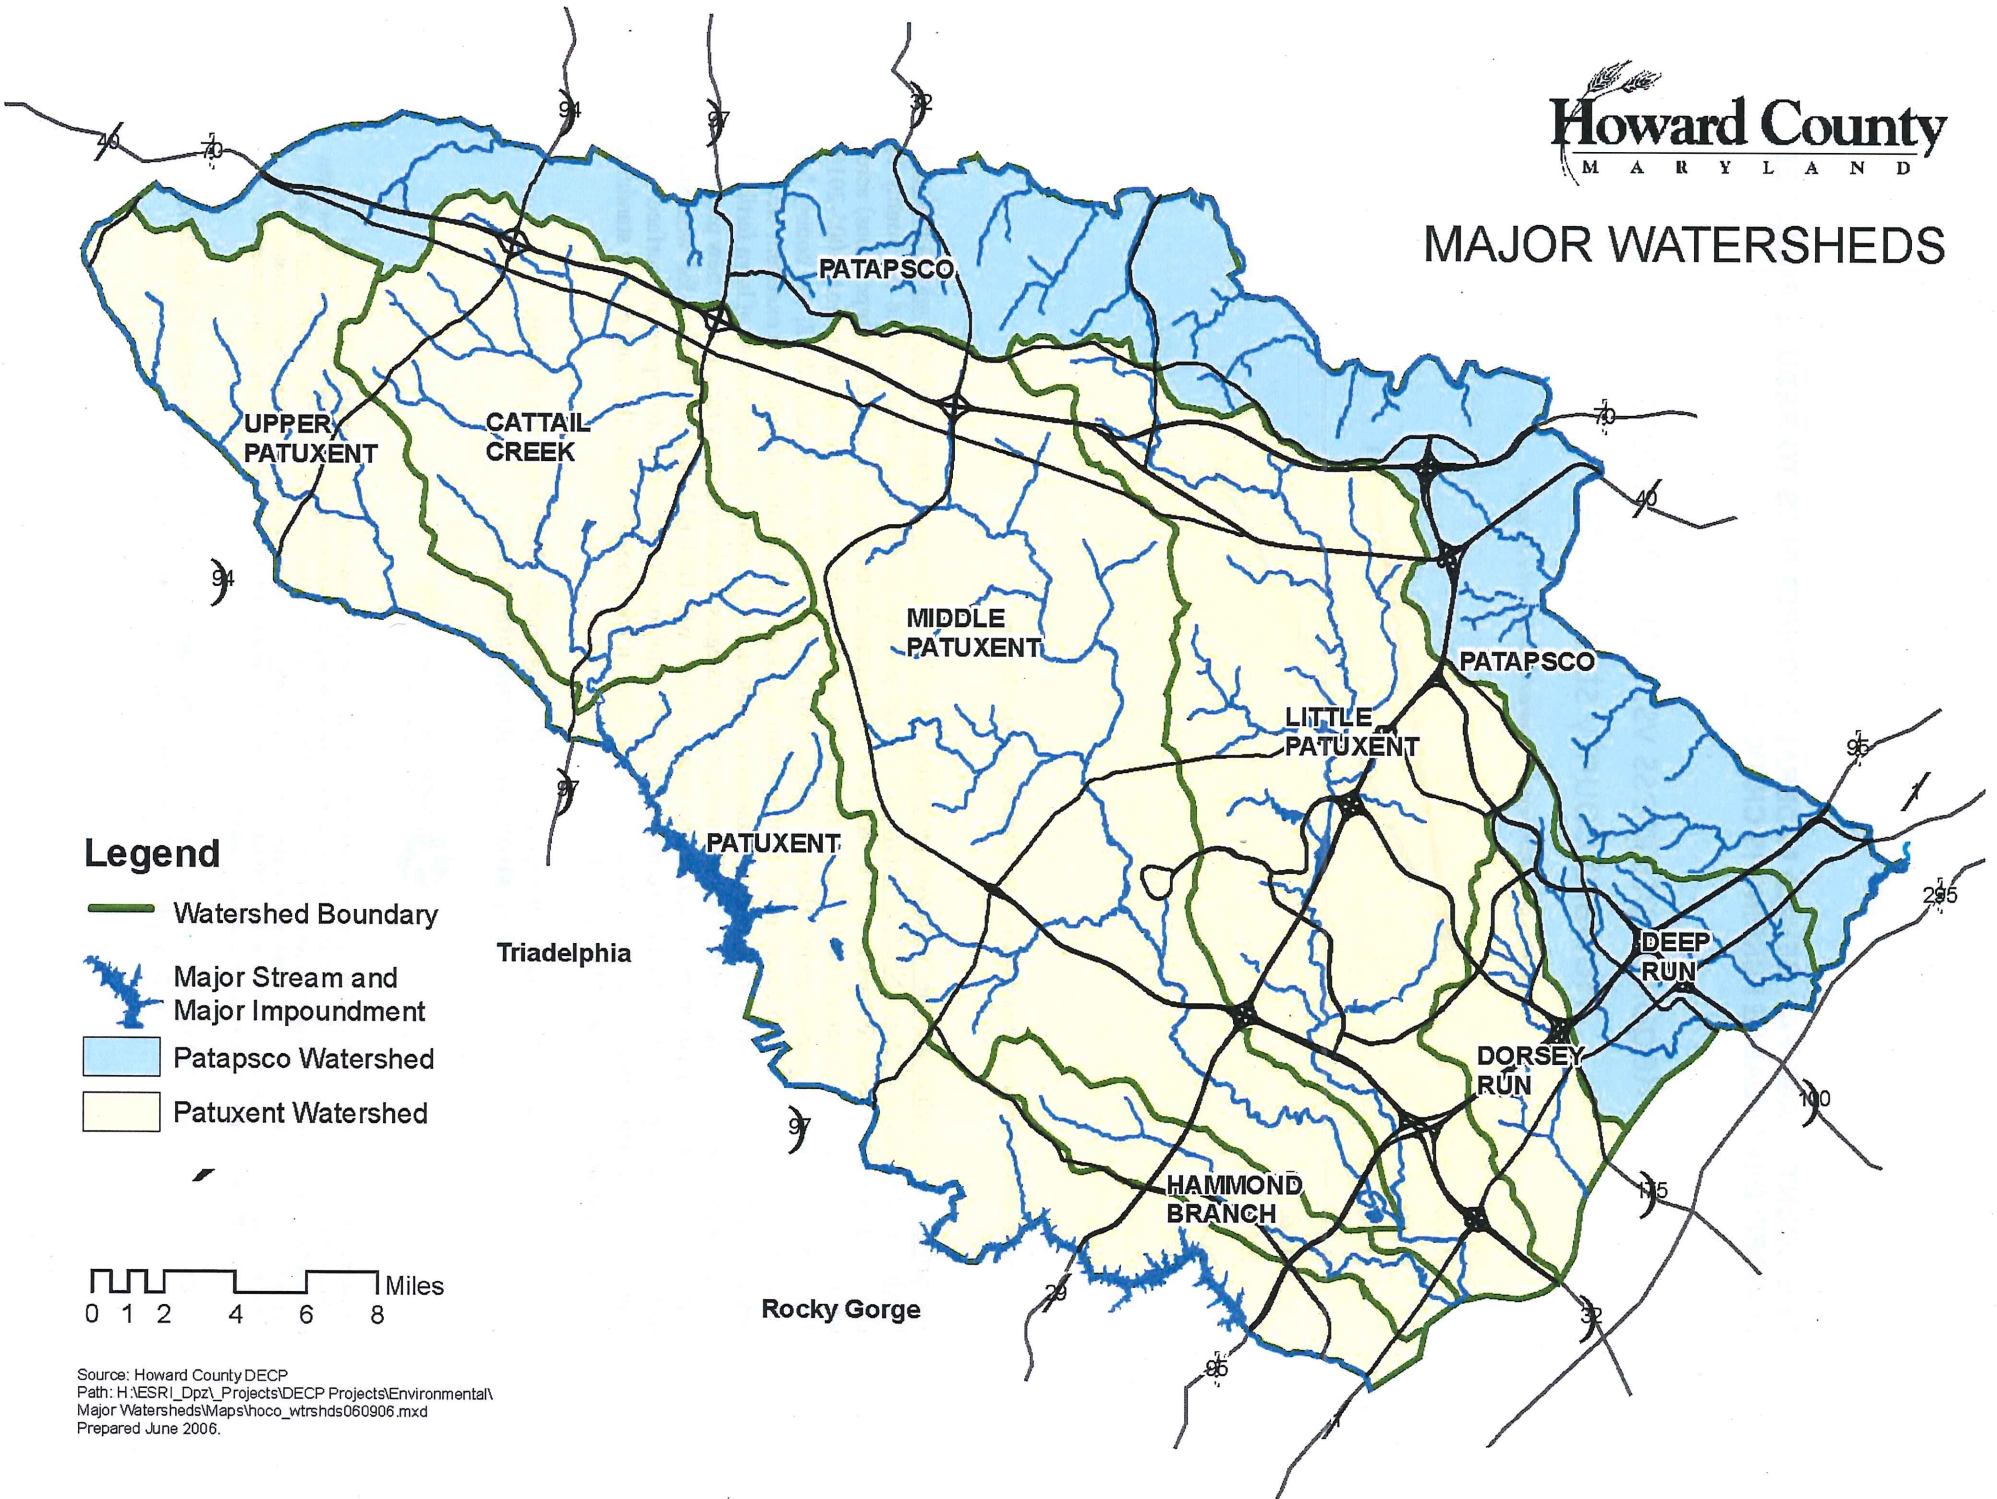 Howard County
MARYLAND
MAJOR WATERSHEDS
94
97
32
40
70
PATAPSCO
UPPER
PATUXENT
CATTAIL
CREEK
70
40
94
MIDDLE
PATUXENT
PATAPSCO
LITTLE
PATUXENT
95
1
97
PATUXENT
295
Legend
Watershed Boundary
Major Stream and
Major Impoundment
Patapsco Watershed
Patuxent Watershed
Triadelphia
DEEP
RUN
DORSEY
RUN
100
97
175
HAMMOND
BRANCH
29
Rocky Gorge
32
95
1
Miles
0 1 2 4 6 8
Source: Howard County DECP
Path: H:\ESRI_Dpz\_Projects\DECP Projects\Environmental\
Major Watersheds\Maps\hoco_wtrshds060906.mxd
Prepared June 2006.